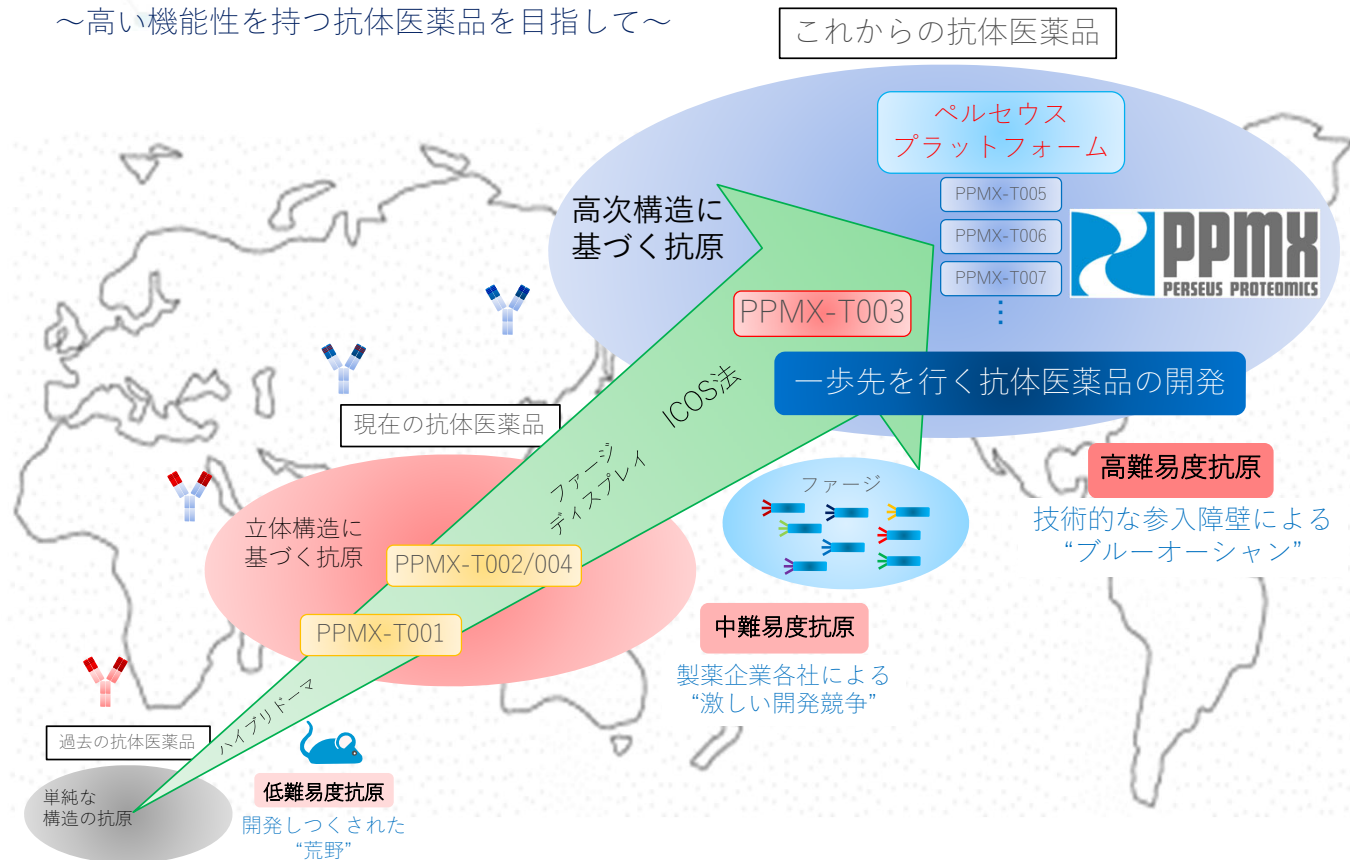 ～高い機能性を持つ抗体医薬品を目指して～
これからの抗体医薬品
ペルセウス
プラットフォーム
PPMX-T005
PPMX-T006
PPMX-T007
⋮
PPMX
PERSEUS PROTEOMICS
高次構造に
基づく抗原
PPMX-T003
一歩先を行く抗体医薬品の開発
ICOS法
ファージ
ディスプレイ
現在の抗体医薬品
立体構造に
基づく抗原
PPMX-T002/004
PPMX-T001
ファージ
高難易度抗原
技術的な参入障壁による
“ブルーオーシャン”
中難易度抗原
製薬企業各社による
“激しい開発競争”
ハイブリドーマ
過去の抗体医薬品
単純な
構造の抗原
低難易度抗原
開発しつくされた
“荒野”